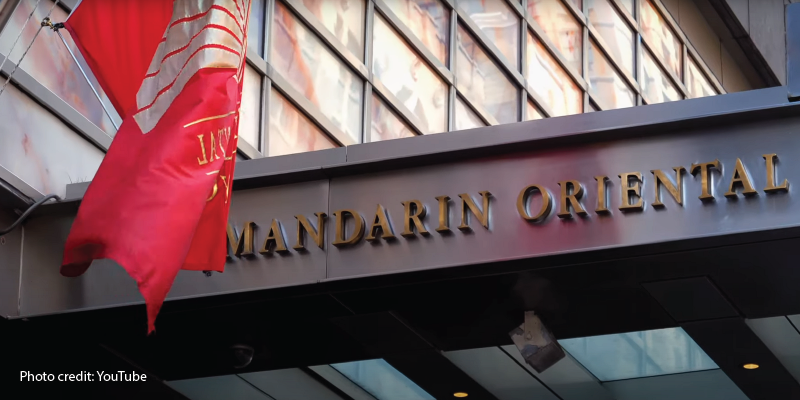 MANDARIN ORIENTAL
Photo credit: YouTube